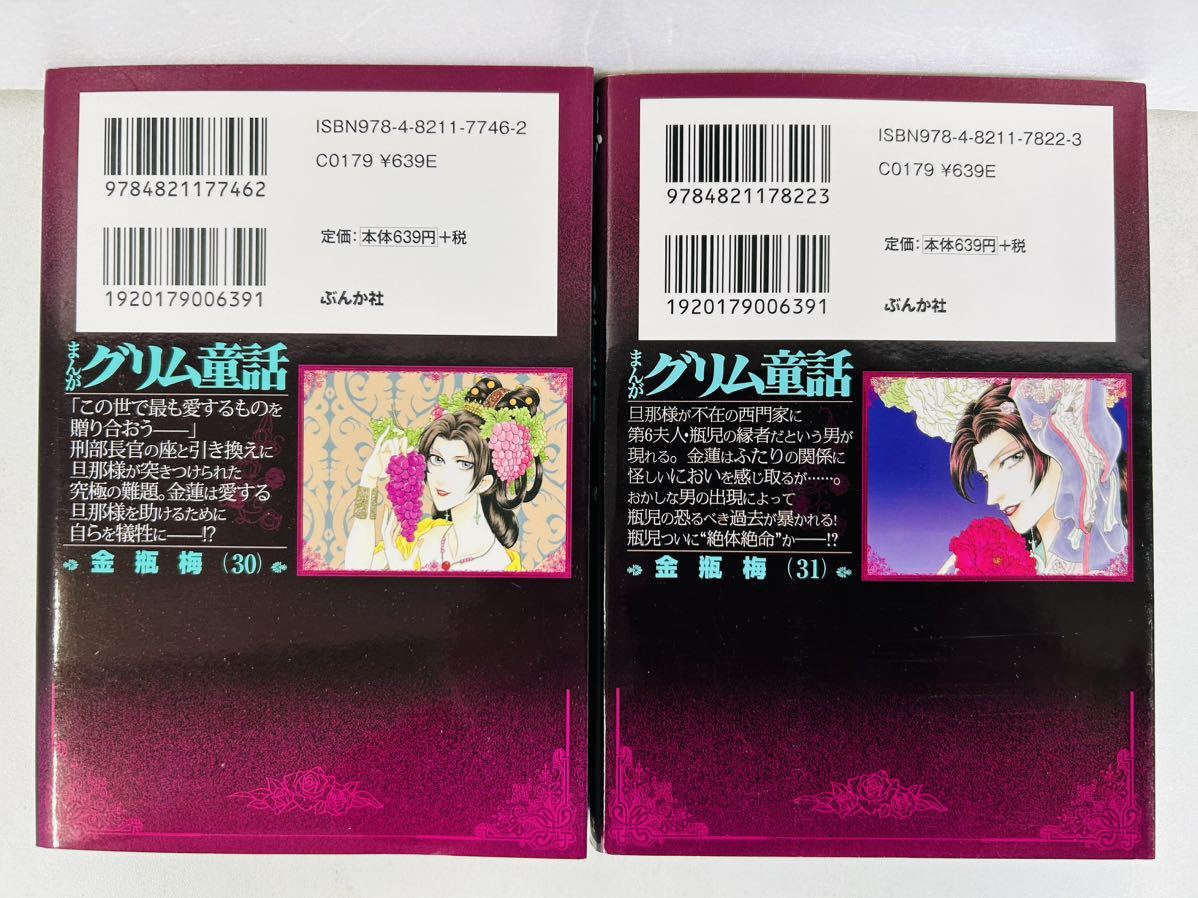 ISBN978-4-8211-7746-2
C0179 ¥639E
9784821177462
定価：本体639円+税
1920179006391
ぶんか社
まんがグリム童話
「この世で最も愛するものを
贈り合おう——」
刑部長官の座と引き換えに
旦那様が突きつけられた
究極の難題。金蓮は愛する
旦那様を助けるために
自らを犠牲に——!?
金瓶梅（30）
ISBN978-4-8211-7822-3
C0179 ¥639E
9784821178223
定価：本体639円+税
1920179006391
ぶんか社
まんがグリム童話
旦那様が不在の西門家に
第6夫人・瓶児の縁者だという男が
現れる。金蓮はふたりの関係に
怪しいにおいを感じ取るが……。
おかしな男の出現によって
瓶児の恐るべき過去が暴かれる!
瓶児ついに“絶体絶命”か——!?
金瓶梅（31）